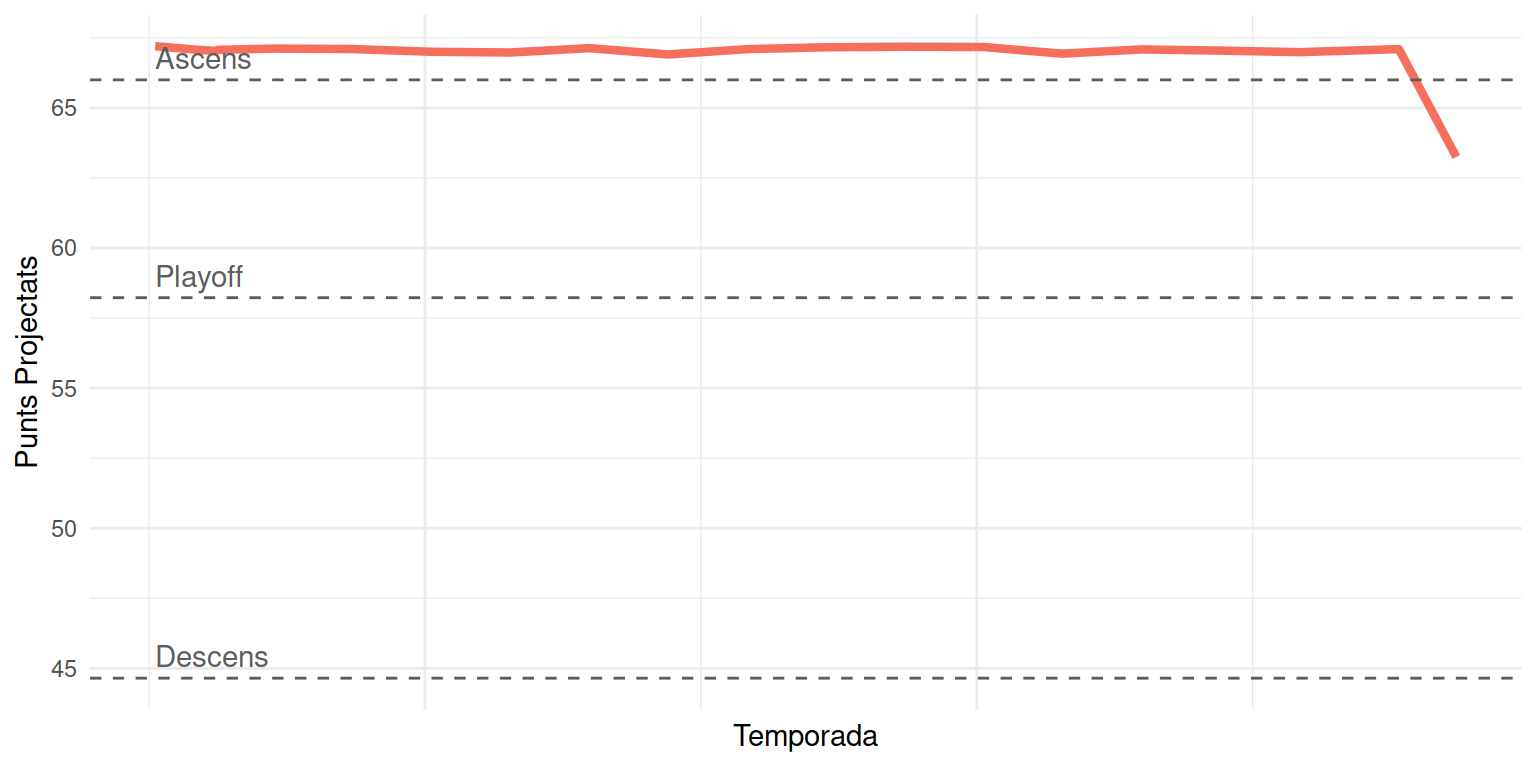 Ascens
65
60
Playoff
Punts Projectats
55
50
Descens
45
Temporada